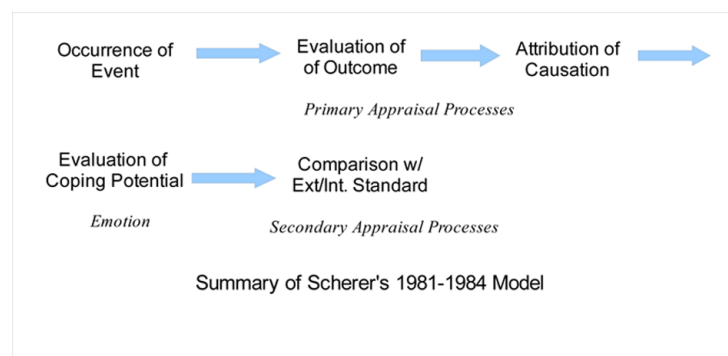 Occurrence of
Event
Evaluation of
of Outcome
Attribution of
Causation
Primary Appraisal Processes
Evaluation of
Coping Potential
Comparison w/
Ext/Int. Standard
Emotion
Secondary Appraisal Processes
Summary of Scherer's 1981-1984 Model